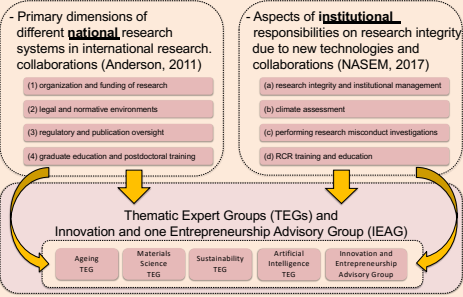 - Primary dimensions of
different national research
systems in international research.
collaborations (Anderson, 2011)
(1) organization and funding of research
(2) legal and normative environments
(3) regulatory and publication oversight
(4) graduate education and postdoctoral training
- Aspects of institutional
responsibilities on research integrity
due to new technologies and
collaborations (NASEM, 2017)
(a) research integrity and institutional management
(b) climate assessment
(c) performing research misconduct investigations
(d) RCR training and education
Thematic Expert Groups (TEGs) and
Innovation and one Entrepreneurship Advisory Group (IEAG)
Ageing
TEG
Materials
Science
TEG
Sustainability
TEG
Artificial
Intelligence
TEG
Innovation and
Entrepreneurship
Advisory Group